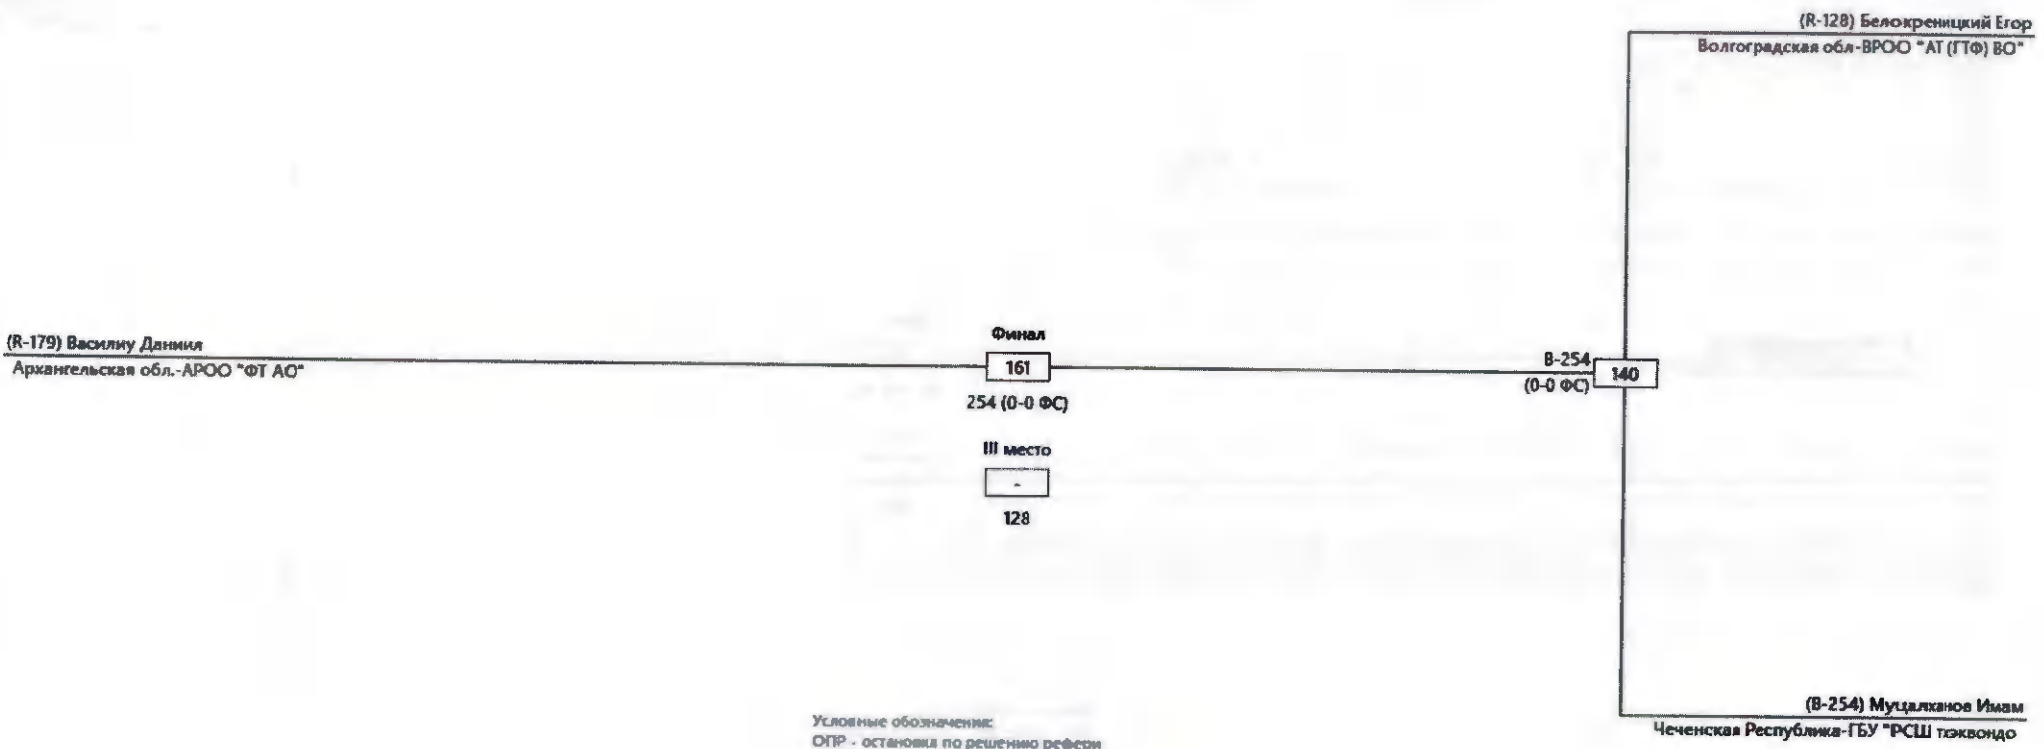 (R-128) Белокреницкий Егор
Волгоградская обл-ВРОО "АТ (ГТФ) ВО"
(R-179) Василиу Даниил
Архангельская обл.-АРОО "ФТ АО"
Финал
161
254 (0-0 ФС)
B-254
(0-0 ФС)
140
III место
-
128
(B-254) Муцалханов Имам
Чеченская Республика-ГБУ "РСШ тхэквондо
Условные обозначения:
ОПР - остановка по решению рефери